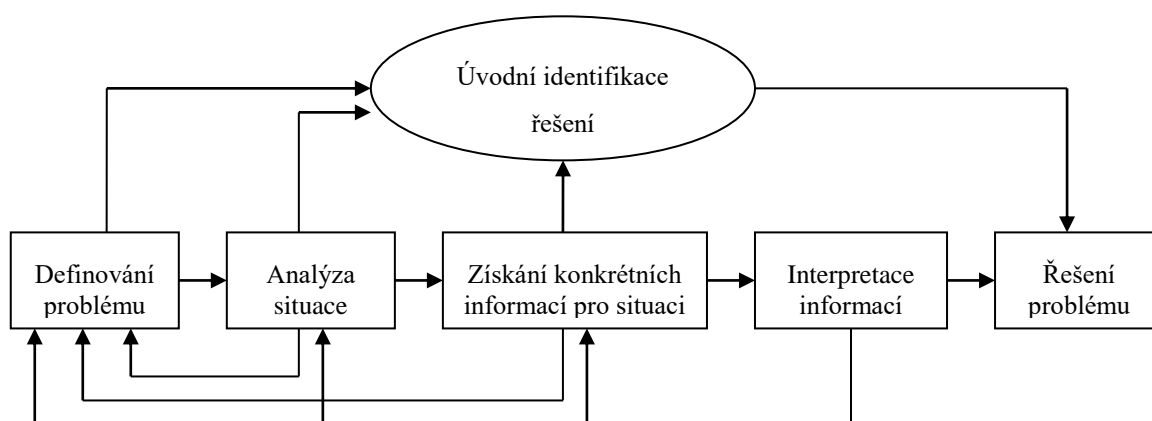 Úvodní identifikace
řešení
Definování
problému
Analýza
situace
Získání konkrétních
informací pro situaci
Interpretace
informací
Řešení
problému